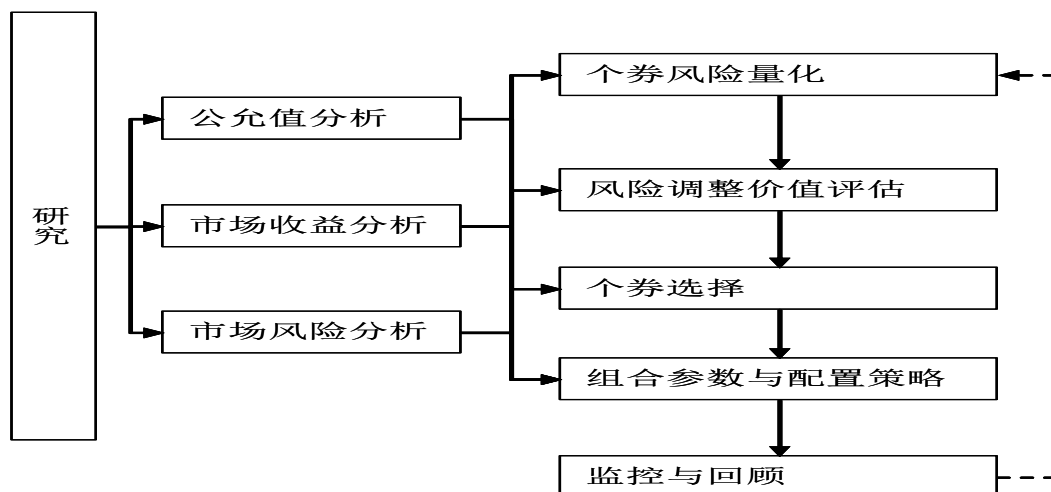 研究
公允值分析
市场收益分析
市场风险分析
个券风险量化
风险调整价值评估
个券选择
组合参数与配置策略
监控与回顾